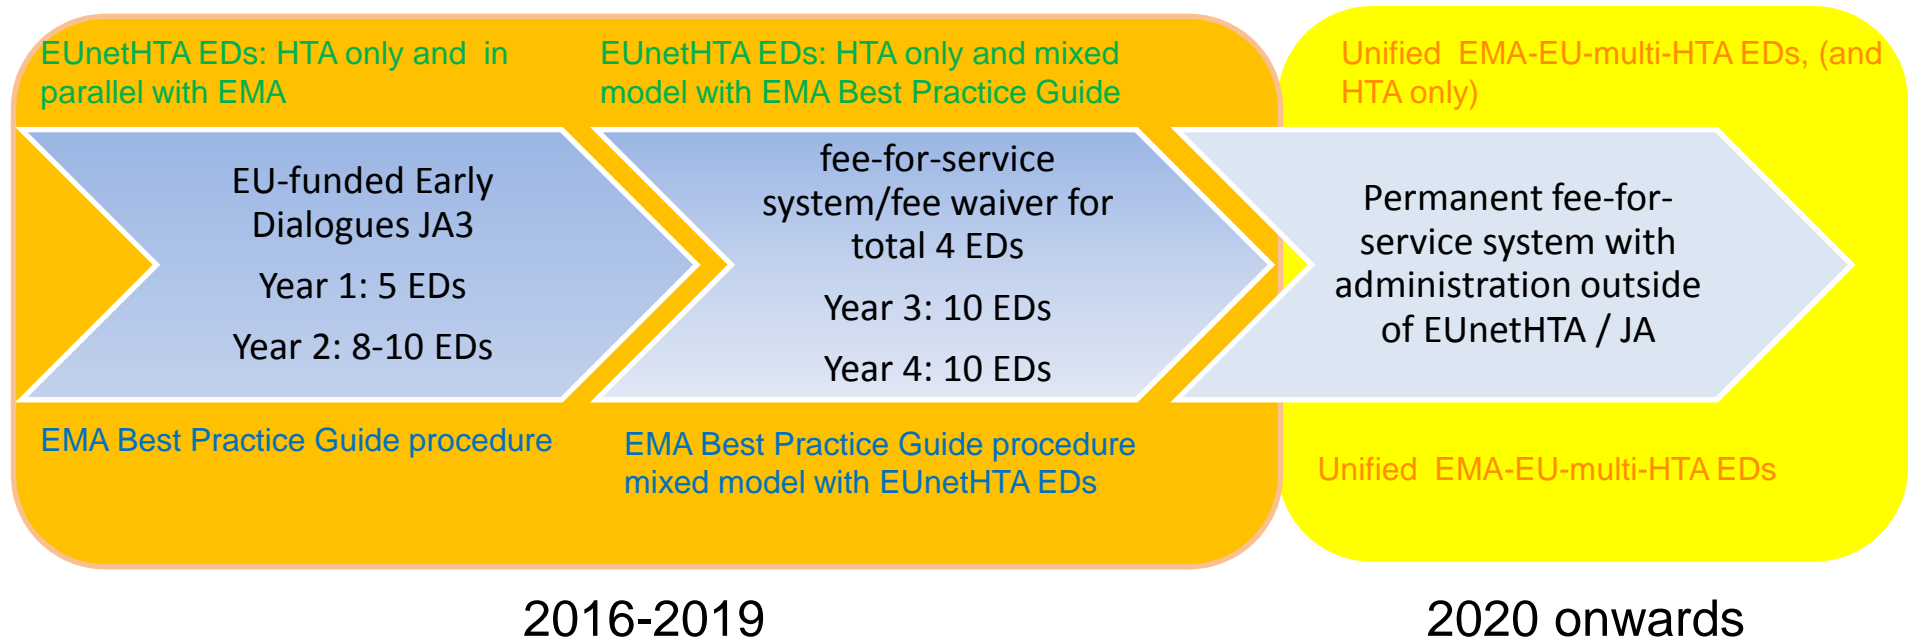 EUnetHTA EDs: HTA only and in
parallel with EMA
EU-funded Early
Dialogues JA3
Year 1: 5 EDs
Year 2: 8-10 EDs
EMA Best Practice Guide procedure
EUnetHTA EDs: HTA only and mixed
model with EMA Best Practice Guide
fee-for-service
system/fee waiver for
total 4 EDs
Year 3: 10 EDs
Year 4: 10 EDs
EMA Best Practice Guide procedure
mixed model with EUnetHTA EDs
Unified EMA-EU-multi-HTA EDs, (and
HTA only)
Permanent fee-for-
service system with
administration outside
of EUnetHTA / JA
Unified EMA-EU-multi-HTA EDs
2016-2019
2020 onwards